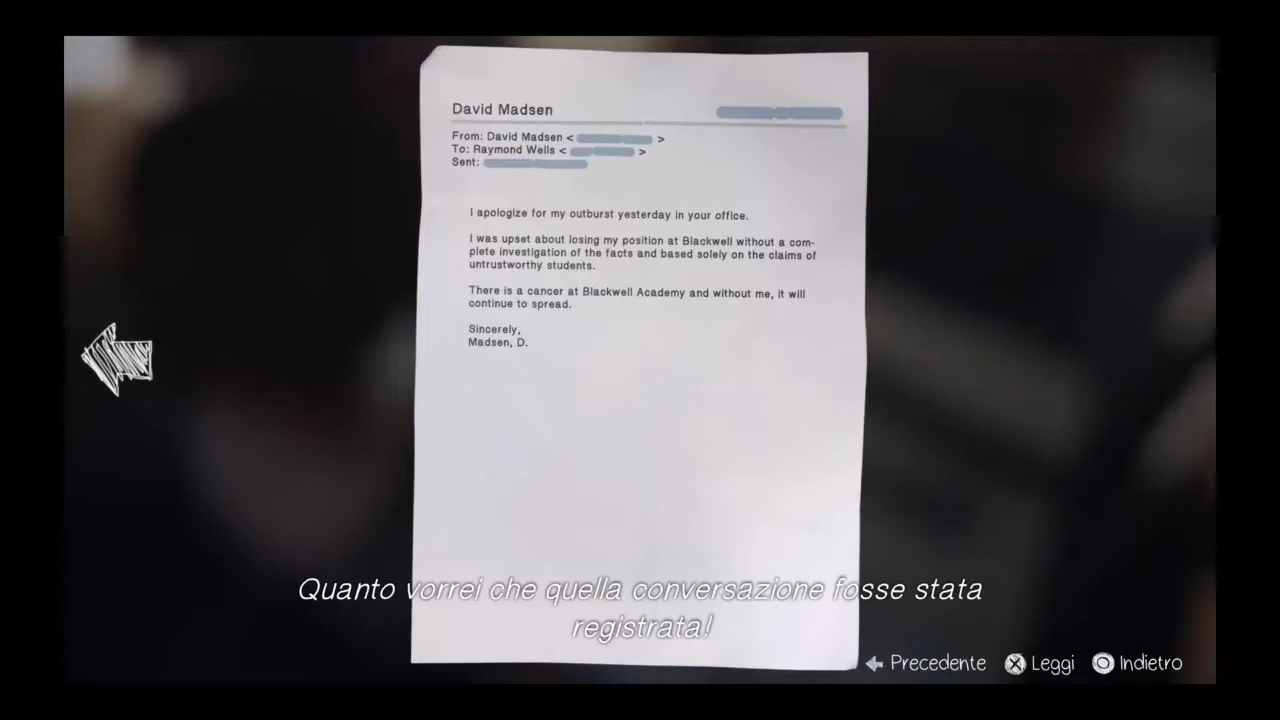 David Madsen
From: David Madsen < >
To: Raymond Wells < >
Sent:
I apologize for my outburst yesterday in your office.
I was upset about losing my position at Blackwell without a com-
plete investigation of the facts and based solely on the claims of
untrustworthy students.
There is a cancer at Blackwell Academy and without me, it will
continue to spread.
Sincerely,
Madsen, D.
Quanto vorrei che quella conversazione fosse stata
registrata!
Precedente Leggi Indietro